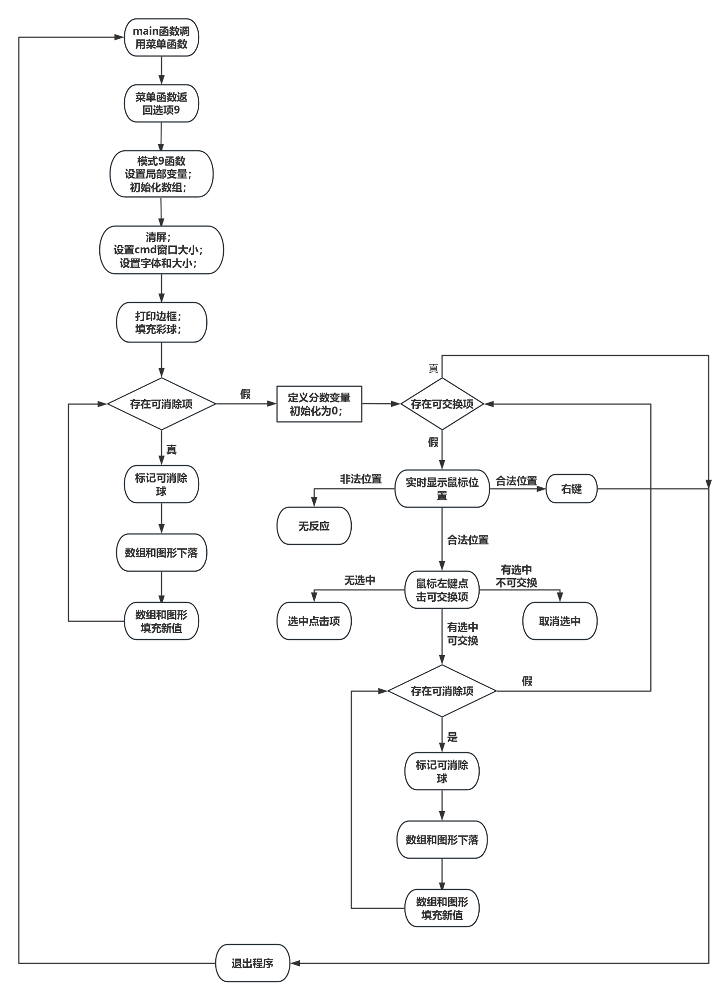 main函数调
用菜单函数
菜单函数返
回选项9
模式9函数
设置局部变量；
初始化数组；
清屏；
设置cmd窗口大小；
设置字体和大小；
打印边框；
填充彩球；
存在可消除项
假
定义分数变量
初始化为0；
真
存在可交换项
真
标记可消除
球
数组和图形下落
数组和图形
填充新值
假
非法位置
实时显示鼠标位
置
合法位置
右键
无反应
合法位置
无选中
鼠标左键点
击可交换项
有选中
不可交换
选中点击项
取消选中
有选中
可交换
存在可消除项
假
是
标记可消除
球
数组和图形下落
数组和图形
填充新值
退出程序